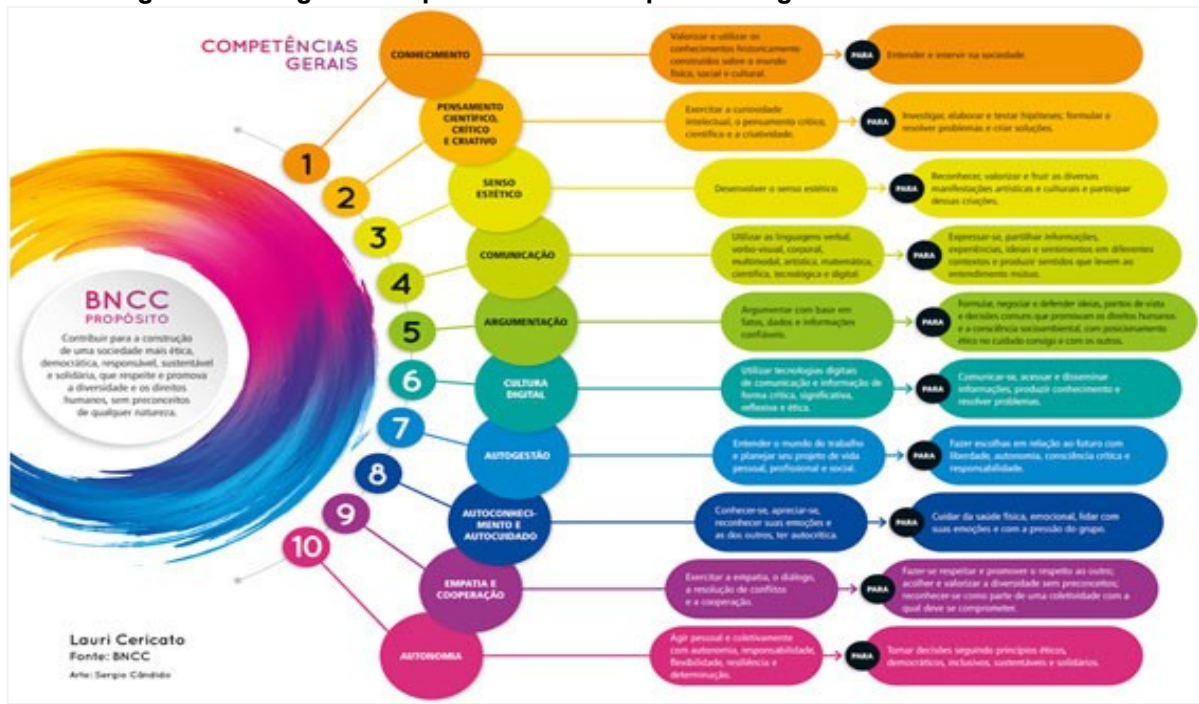 COMPETÊNCIAS
GERAIS
BNCC
PROPÓSITO
Contribuir para a construção
de uma sociedade mais ética,
democrática, responsável, sustentável
e solidária, que respeite e promova
a diversidade e os direitos
humanos, sem preconceitos
de qualquer natureza.
1
CONHECIMENTO
Valorizar e utilizar os
conhecimentos historicamente
construídos sobre o mundo
físico, social e cultural.
PARA
Entender e intervir na sociedade.
2
PENSAMENTO
CIENTÍFICO,
CRÍTICO
E CRIATIVO
Exercitar a curiosidade
intelectual, o pensamento crítico,
científico e a criatividade.
PARA
Investigar, elaborar e testar hipóteses; formular e
resolver problemas e criar soluções.
3
SENSO
ESTÉTICO
Desenvolver o senso estético
PARA
Reconhecer, valorizar e fruir as diversas
manifestações artísticas e culturais e participar
dessas criações.
4
COMUNICAÇÃO
Utilizar as linguagens verbal,
verbo-visual, corporal,
multimodal, artística, matemática,
científica, tecnológica e digital.
PARA
Expressar-se, partilhar informações,
experiências, ideias e sentimentos em diferentes
contextos e produzir sentidos que levem ao
entendimento mútuo.
5
ARGUMENTAÇÃO
Argumentar com base em
fatos, dados e informações
confiáveis.
PARA
Formular, negociar e defender ideias, pontos de vista
e decisões comuns que promovam os direitos humanos
e a consciência socioambiental, com posicionamento
ético no cuidado consigo e com os outros.
6
CULTURA
DIGITAL
Utilizar tecnologias digitais
de comunicação e informação de
forma crítica, significativa,
reflexiva e ética.
PARA
Comunicar-se, acessar e disseminar
informações, produzir conhecimento e
resolver problemas.
7
AUTOGESTÃO
Entender o mundo do trabalho
e planejar seu projeto de vida
pessoal, profissional e social.
PARA
Fazer escolhas em relação ao futuro com
liberdade, autonomia, consciência crítica e
responsabilidade.
8
AUTOCONHECI-
MENTO E
AUTOCUIDADO
Conhecer-se, apreciar-se,
reconhecer suas emoções e
as dos outros, ter autocrítica.
PARA
Cuidar da saúde física, emocional, lidar com
suas emoções e com a pressão do grupo.
9
EMPATIA E
COOPERAÇÃO
Exercitar a empatia, o diálogo,
a resolução de conflitos
e a cooperação.
PARA
Fazer-se respeitar e promover o respeito ao outro;
acolher e valorizar a diversidade sem preconceitos;
reconhecer-se como parte de uma coletividade com a
qual deve se comprometer.
10
AUTONOMIA
Agir pessoal e coletivamente
com autonomia, responsabilidade,
flexibilidade, resiliência e
determinação.
PARA
Tomar decisões seguindo princípios éticos,
democráticos, inclusivos, sustentáveis e solidários.
Lauri Cericato
Fonte: BNCC
Arte: Sergio Cândido